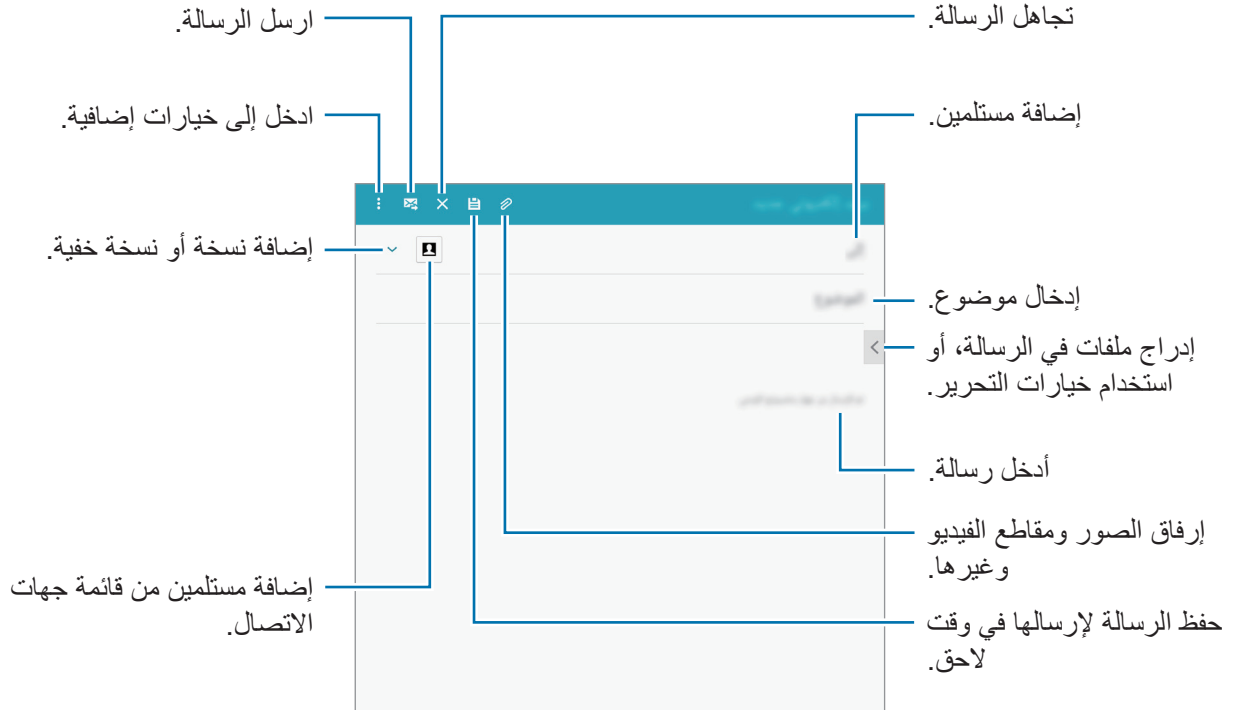 تجاهل الرسالة.
ارسل الرسالة.
إضافة مستلمين.
ادخل إلى خيارات إضافية.
إضافة نسخة أو نسخة خفية.
إلى
الموضوع
إدخال موضوع.
إدراج ملفات في الرسالة، أو
استخدام خيارات التحرير.
أدخل رسالة.
إرفاق الصور ومقاطع الفيديو
وغيرها.
إضافة مستلمين من قائمة جهات
الاتصال.
حفظ الرسالة لإرسالها في وقت
لاحق.